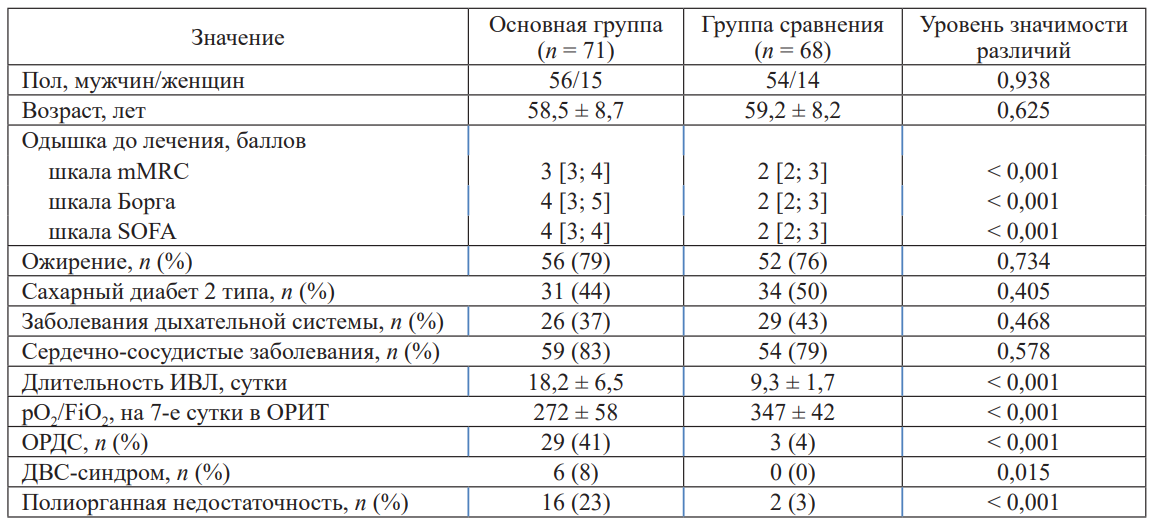 Значение Основная группа (n = 71) Группа сравнения (n = 68) Уровень значимости различий
Пол, мужчин/женщин 56/15 54/14 0,938
Возраст, лет 58,5 ± 8,7 59,2 ± 8,2 0,625
Одышка до лечения, баллов
шкала mMRC 3 [3; 4] 2 [2; 3] < 0,001
шкала Борга 4 [3; 5] 2 [2; 3] < 0,001
шкала SOFA 4 [3; 4] 2 [2; 3] < 0,001
Ожирение, n (%) 56 (79) 52 (76) 0,734
Сахарный диабет 2 типа, n (%) 31 (44) 34 (50) 0,405
Заболевания дыхательной системы, n (%) 26 (37) 29 (43) 0,468
Сердечно-сосудистые заболевания, n (%) 59 (83) 54 (79) 0,578
Длительность ИВЛ, сутки 18,2 ± 6,5 9,3 ± 1,7 < 0,001
pO₂/FiO₂, на 7-е сутки в ОРИТ 272 ± 58 347 ± 42 < 0,001
ОРДС, n (%) 29 (41) 3 (4) < 0,001
ДВС-синдром, n (%) 6 (8) 0 (0) 0,015
Полиорганная недостаточность, n (%) 16 (23) 2 (3) < 0,001